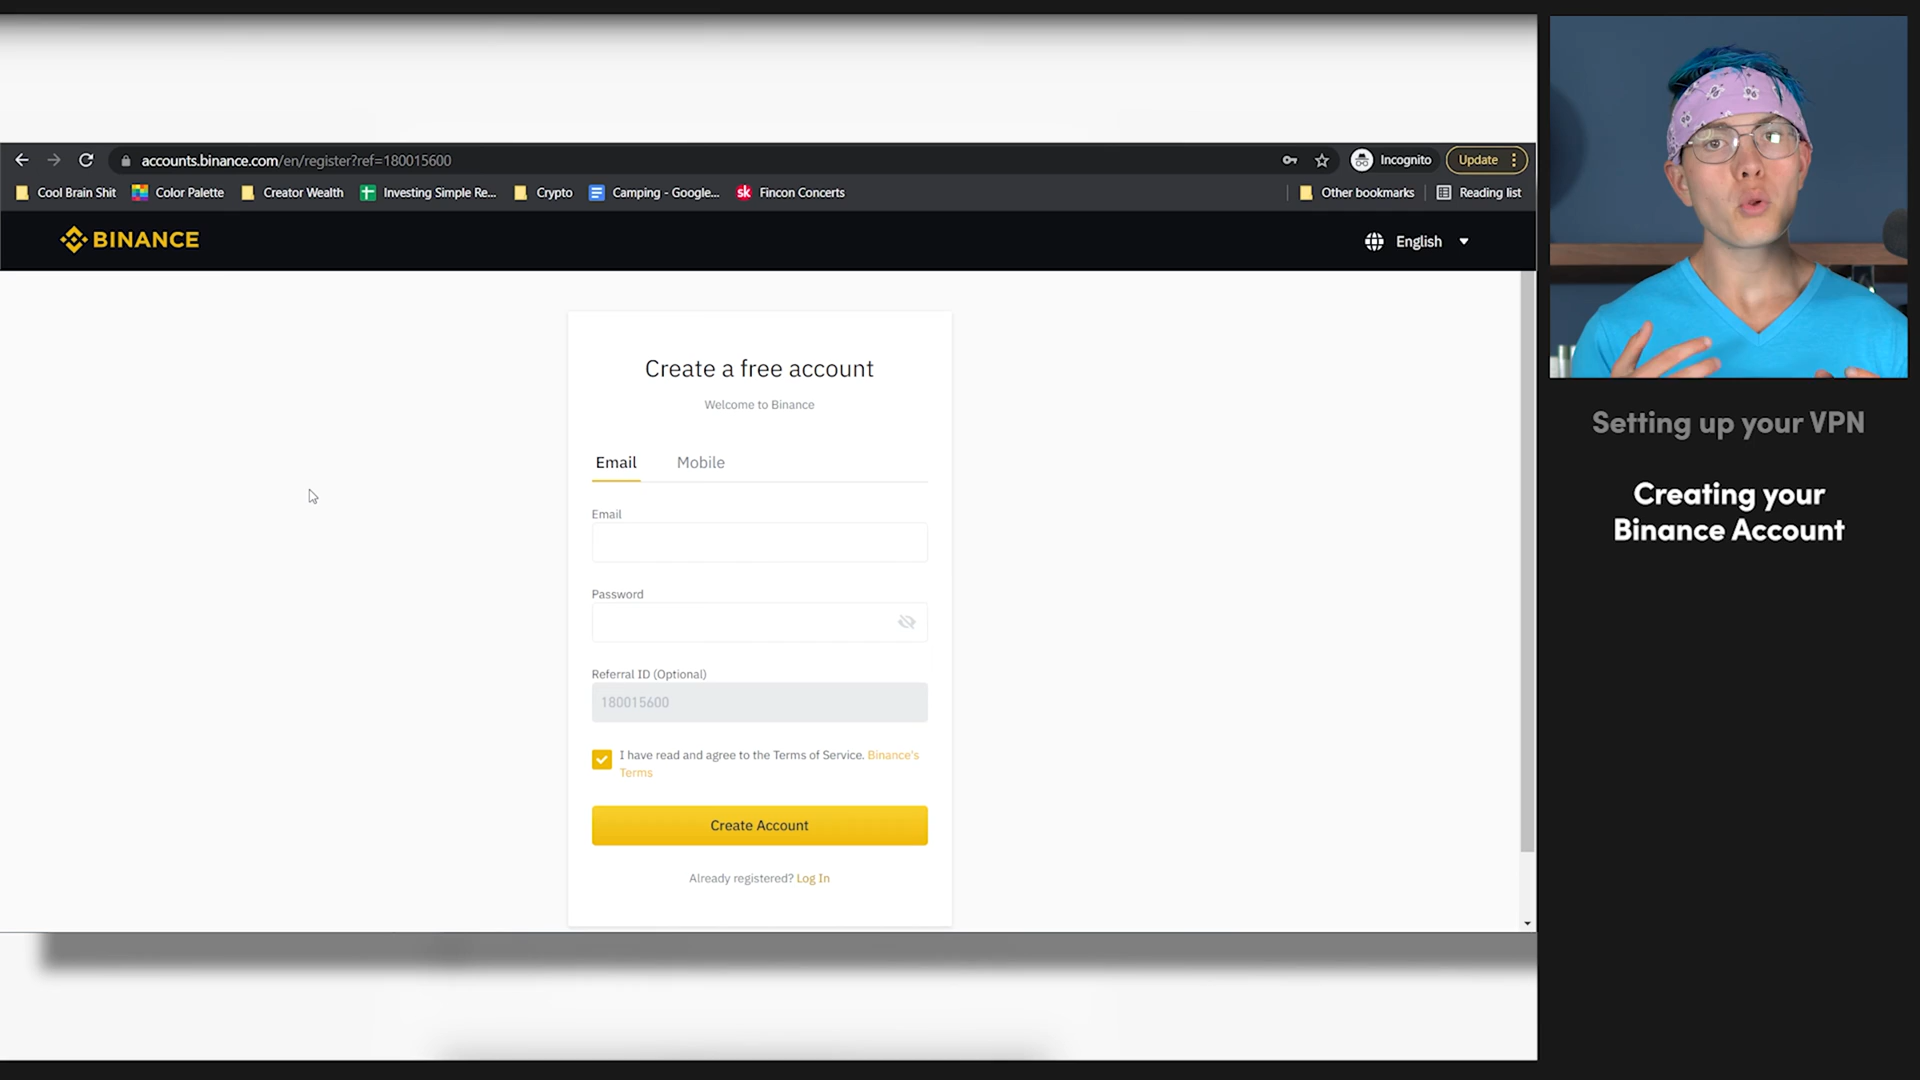 accounts.binance.com/en/register?ref=180015600
Incognito
Update
Cool Brain Shit
Color Palette
Creator Wealth
Investing Simple Re...
Crypto
Camping - Google...
sk
Fincon Concerts
Other bookmarks
Reading list
BINANCE
English
Create a free account
Welcome to Binance
Email
Mobile
Email
Password
Referral ID (Optional)
180015600
I have read and agree to the Terms of Service. Binance's
Terms
Create Account
Already registered? Log In
Setting up your VPN
Creating your
Binance Account